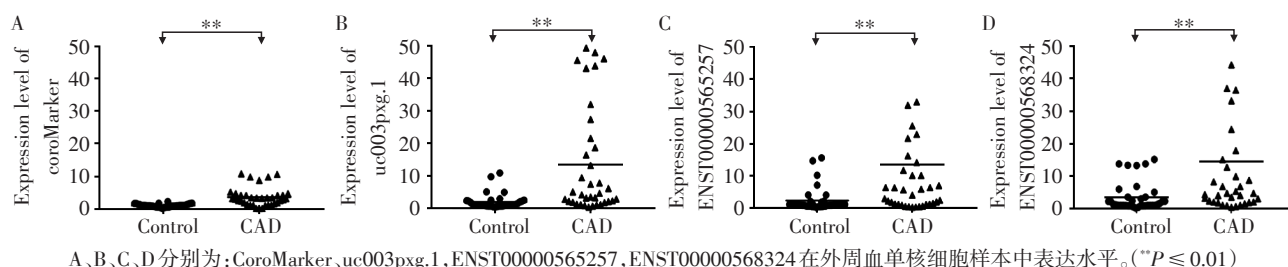 A
B
C
D
**
**
**
**
Expression level of
coroMarker
50
40
30
20
10
0
Control
CAD
Expression level of
uc003pxg.1
50
40
30
20
10
0
Control
CAD
Expression level of
ENST00000565257
50
40
30
20
10
0
Control
CAD
Expression level of
ENST00000568324
50
40
30
20
10
0
Control
CAD
A、B、C、D分别为:CoroMarker、uc003pxg.1,ENST00000565257,ENST00000568324在外周血单核细胞样本中表达水平。(**P≤0.01)